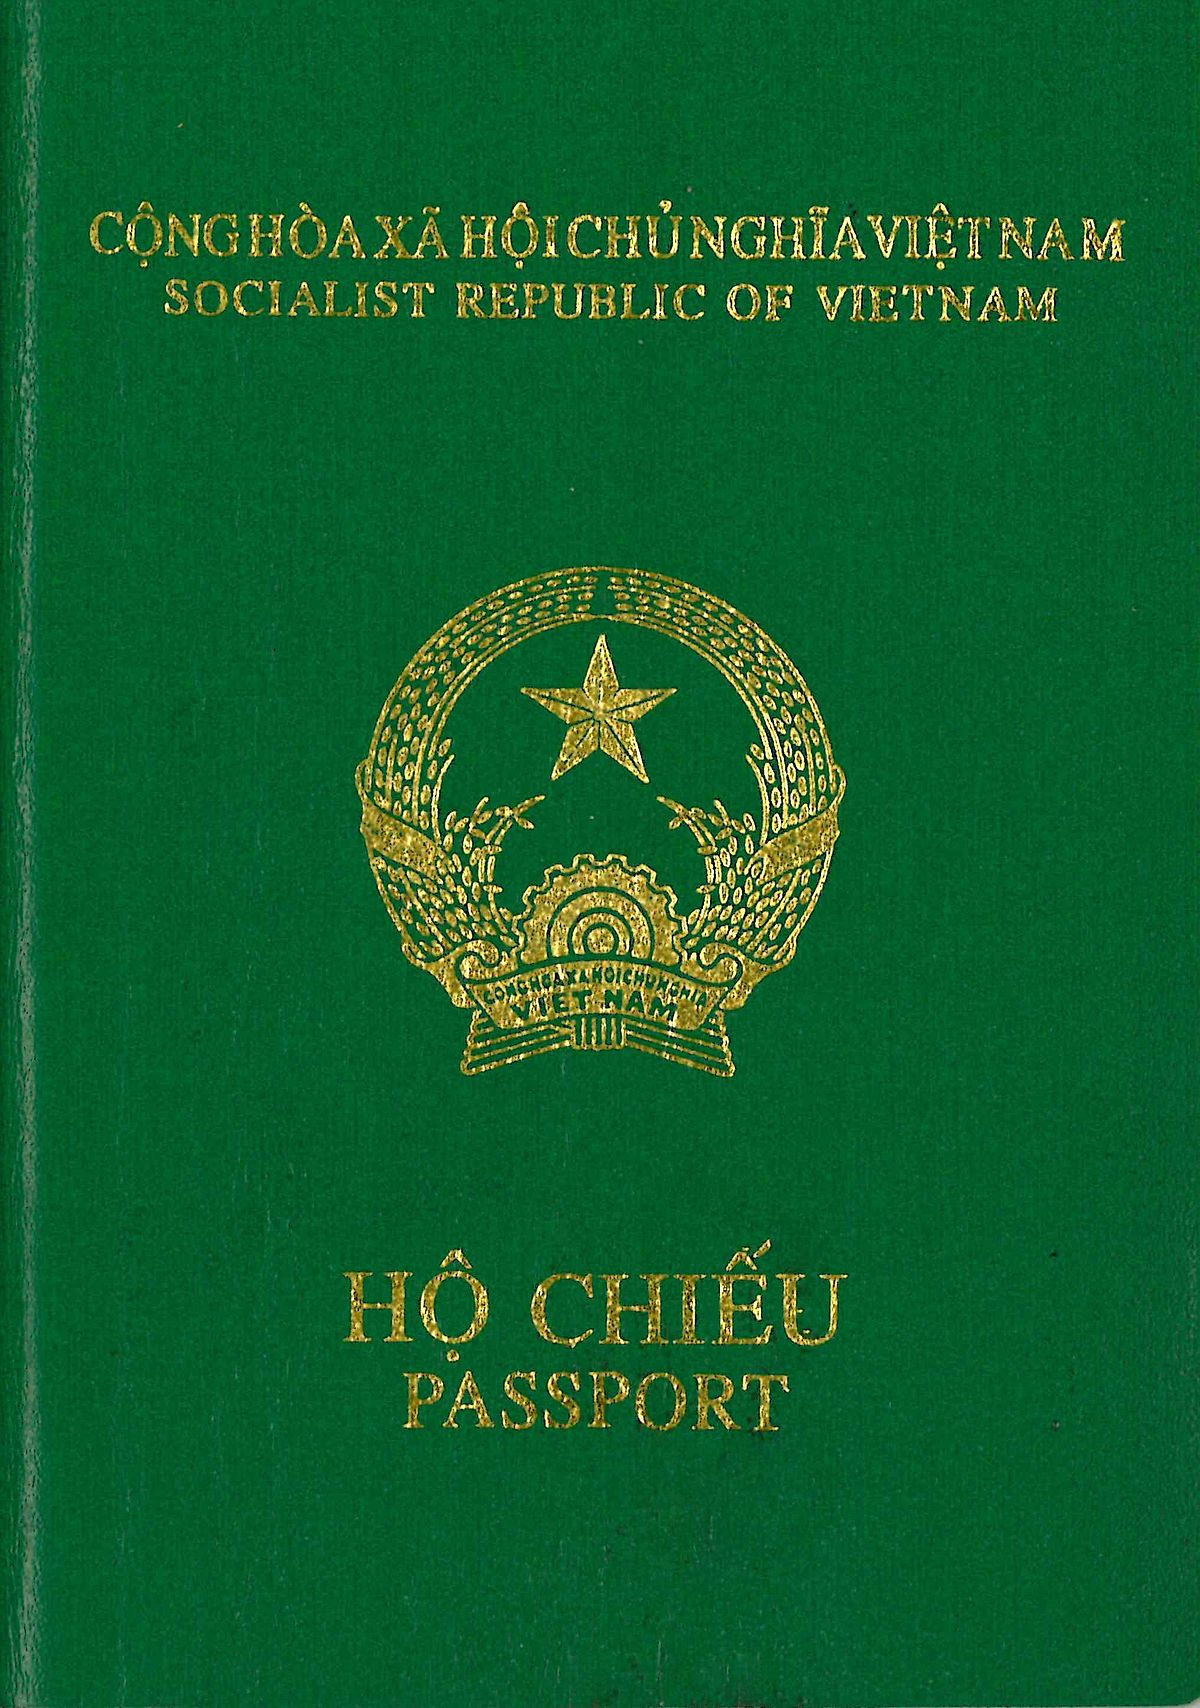 CỘNG HÒA XÃ HỘI CHỦ NGHĨA VIỆT NAM
SOCIALIST REPUBLIC OF VIETNAM
CỘNG HÒA XÃ HỘI CHỦ NGHĨA
VIỆT NAM
HỘ CHIẾU
PASSPORT